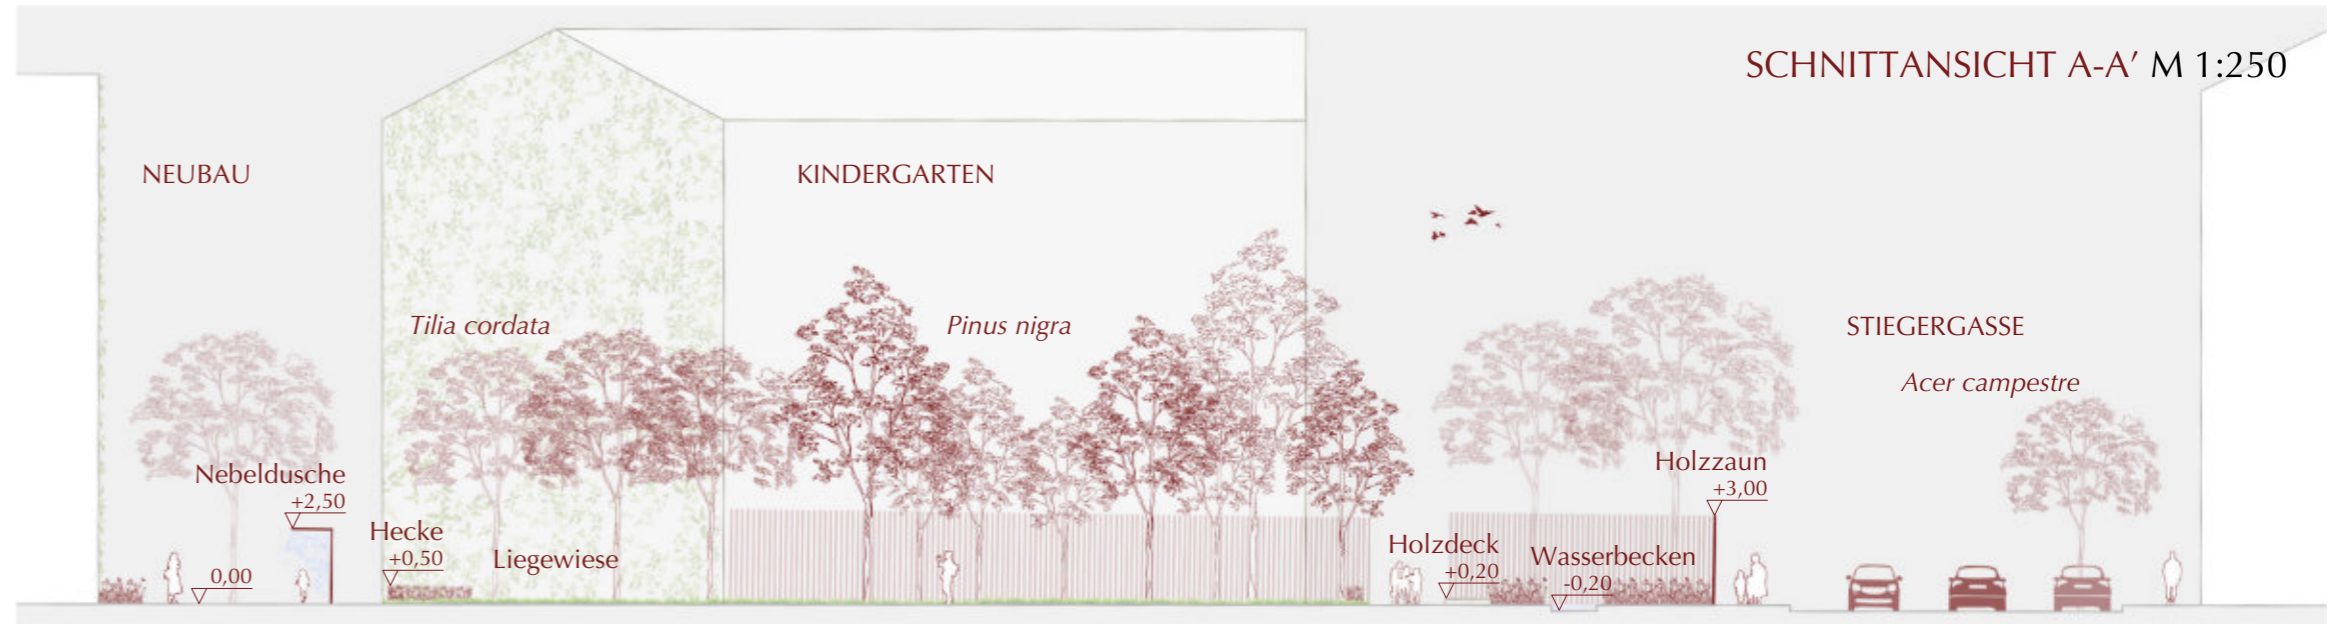 SCHNITTANSICHT A-A' M 1:250
NEUBAU
KINDERGARTEN
Tilia cordata
Pinus nigra
STIEGERGASSE
Acer campestre
Nebeldusche
+2,50
Holzzaun
+3,00
Hecke
+0,50
Liegewiese
Holzdeck
+0,20
Wasserbecken
-0,20
0,00